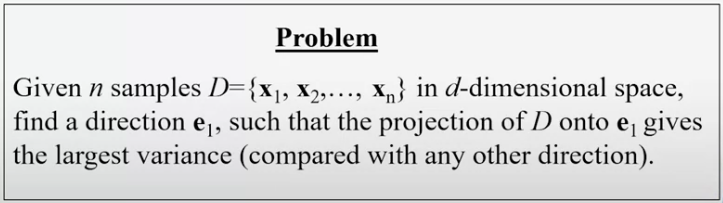 Problem
Given n samples D={x₁, x₂,..., xₙ} in d-dimensional space,
find a direction e₁, such that the projection of D onto e₁ gives
the largest variance (compared with any other direction).